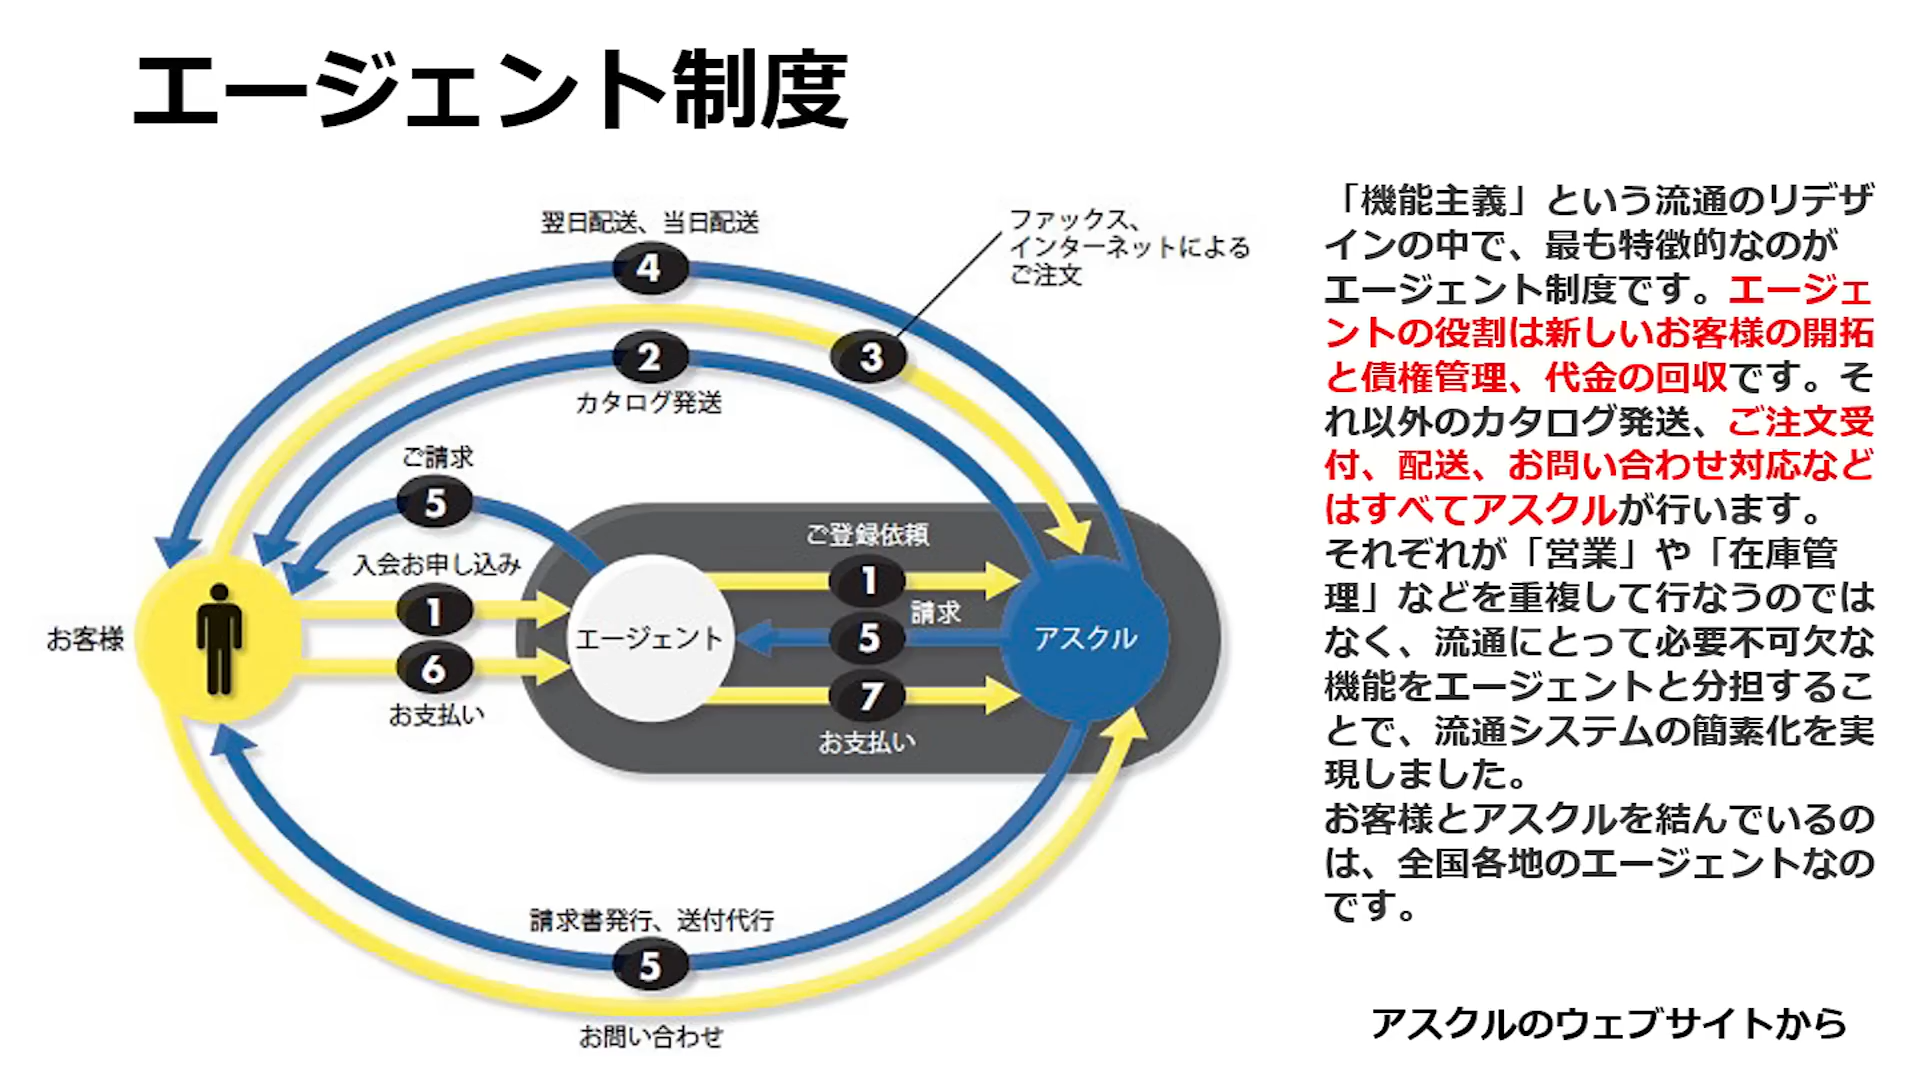 エージェント制度
翌日配送、当日配送
4
ファックス、
インターネットによる
ご注文
3
2
カタログ発送
ご請求
5
入会お申し込み
1
お客様
6
お支払い
エージェント
ご登録依頼
1
請求
5
アスクル
7
お支払い
請求書発行、送付代行
5
お問い合わせ
「機能主義」という流通のリデザ
インの中で、最も特徴的なのが
エージェント制度です。エージェ
ントの役割は新しいお客様の開拓
と債権管理、代金の回収です。そ
れ以外のカタログ発送、ご注文受
付、配送、お問い合わせ対応など
はすべてアスクルが行います。
それぞれが「営業」や「在庫管
理」などを重複して行なうのでは
なく、流通にとって必要不可欠な
機能をエージェントと分担するこ
とで、流通システムの簡素化を実
現しました。
お客様とアスクルを結んでいるの
は、全国各地のエージェントなの
です。
アスクルのウェブサイトから